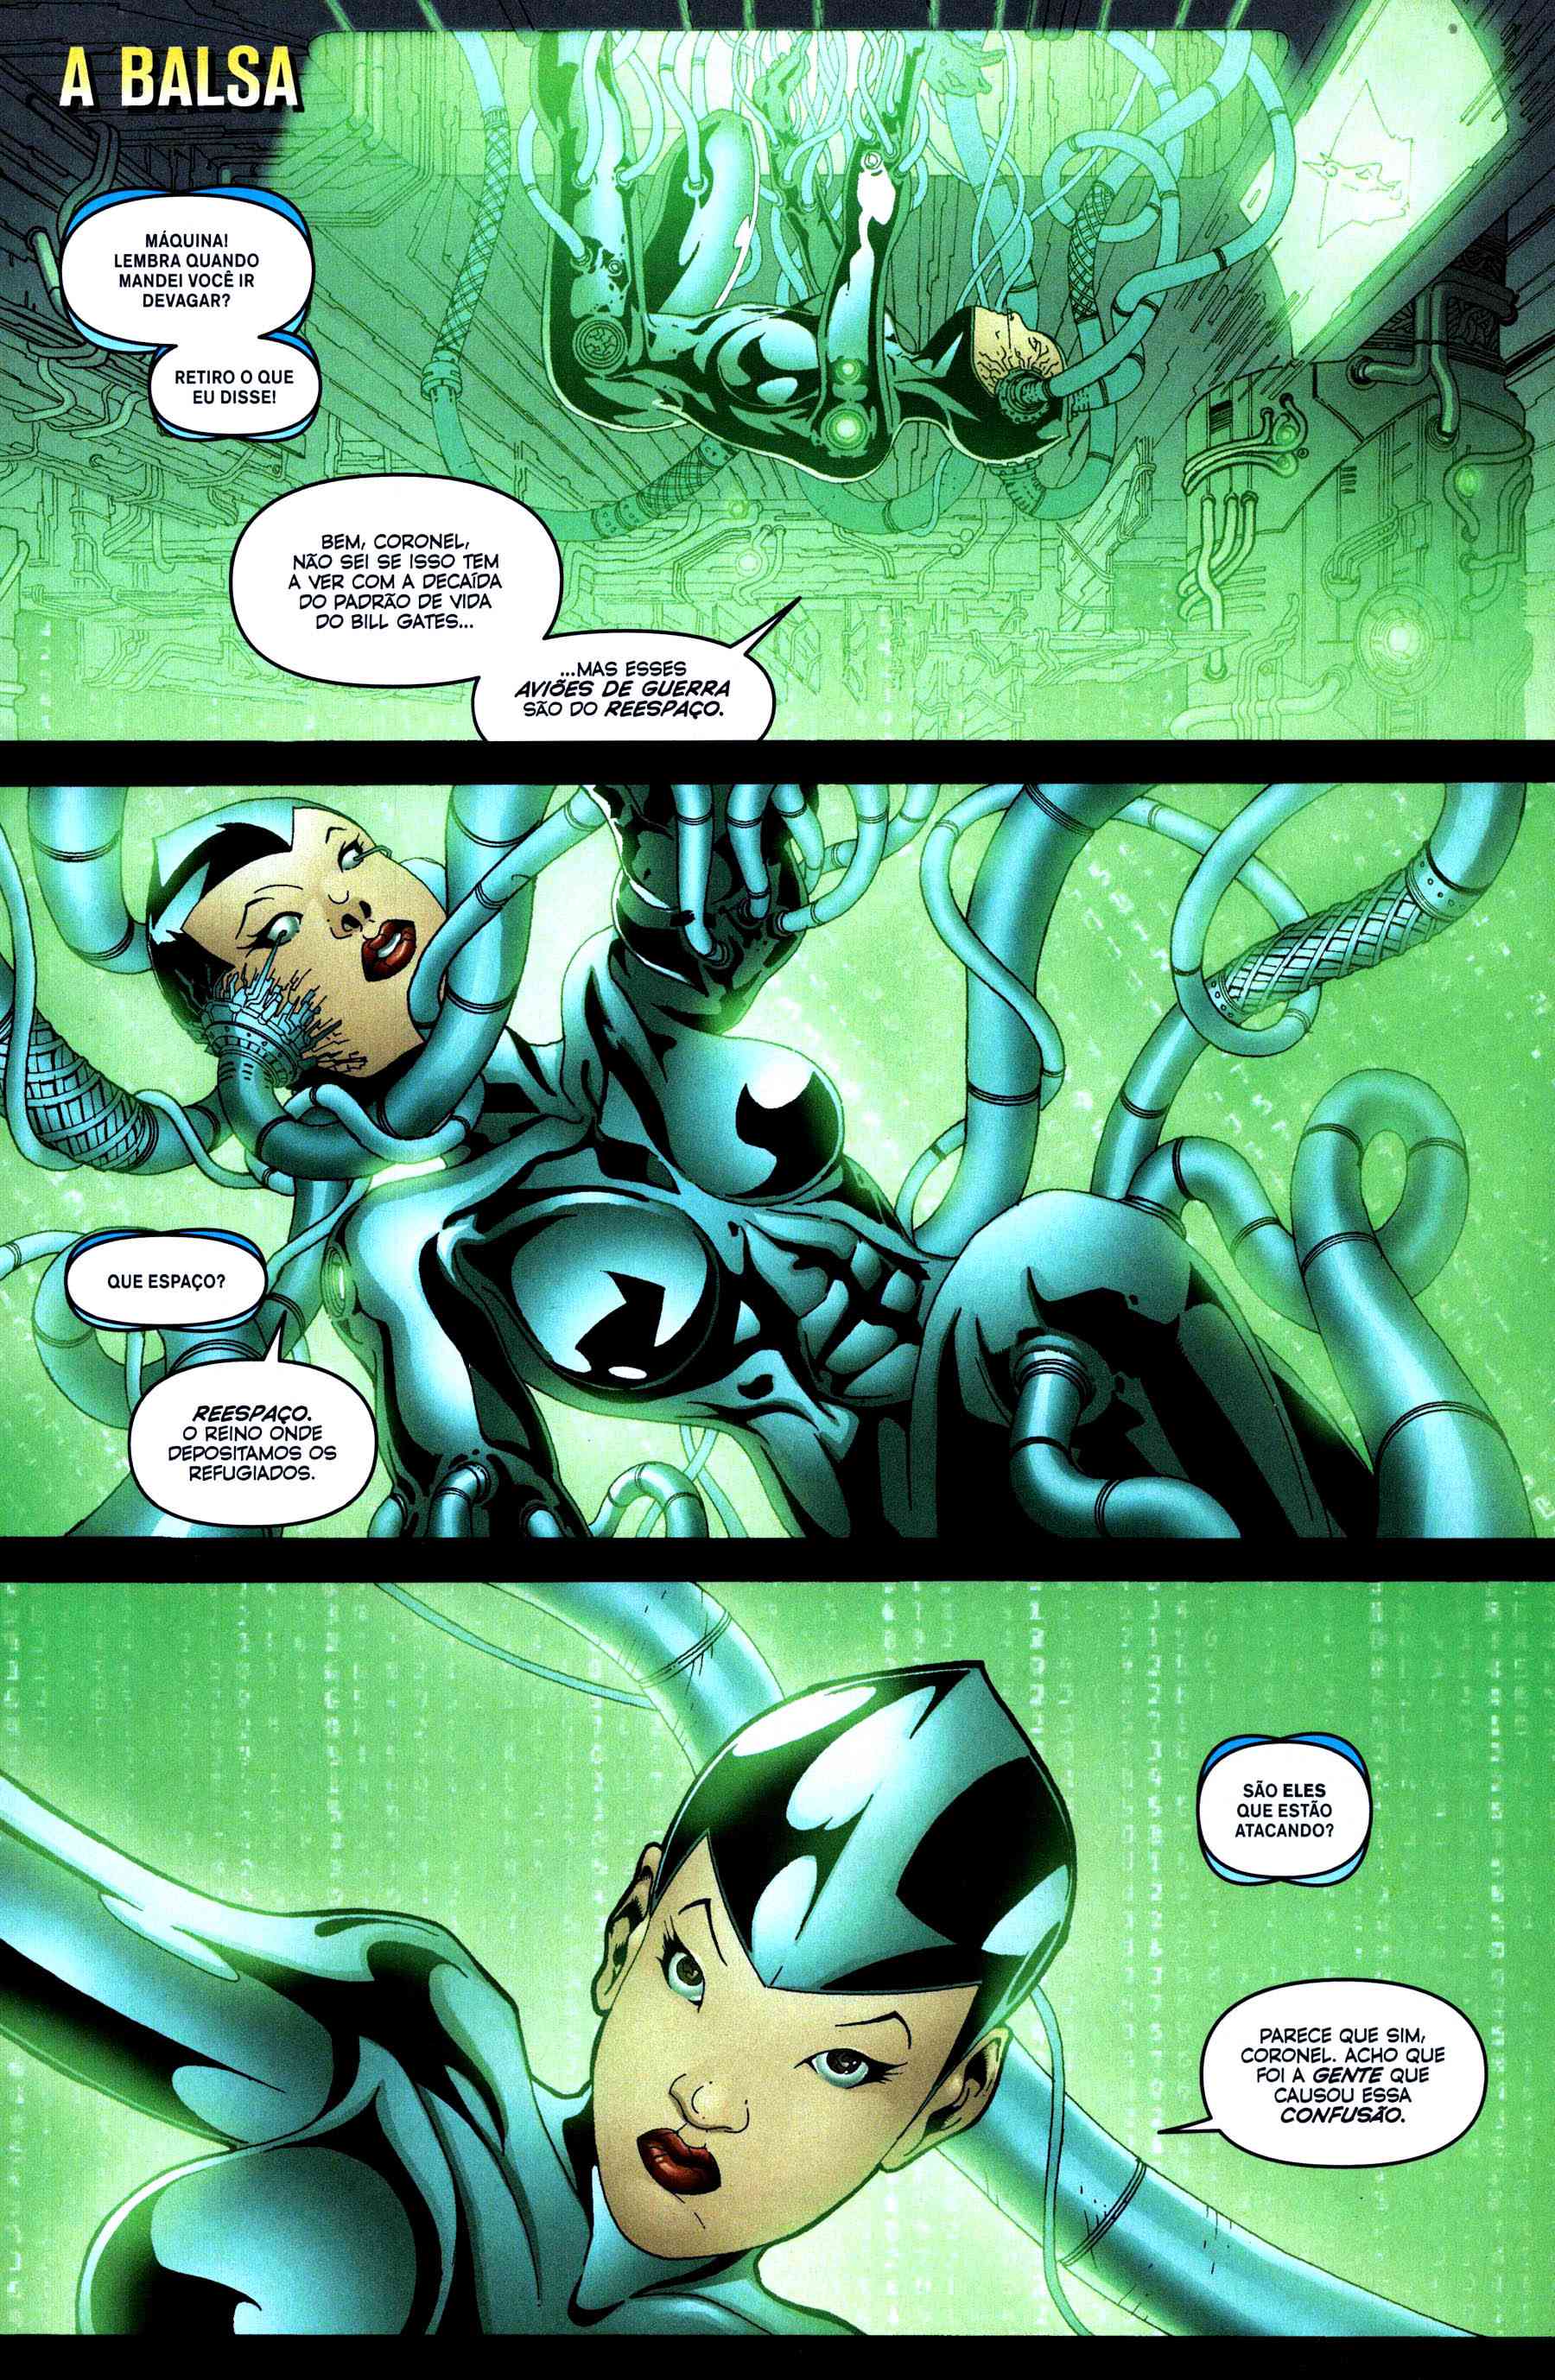 A BALSA
MÁQUINA!
LEMBRA QUANDO
MANDEI VOCÊ IR
DEVAGAR?
RETIRO O QUE
EU DISSE!
BEM, CORONEL,
NÃO SEI SE ISSO TEM
A VER COM A DECAÍDA
DO PADRÃO DE VIDA
DO BILL GATES...
...MAS ESSES
AVIÕES DE GUERRA
SÃO DO REESPAÇO.
QUE ESPAÇO?
REESPAÇO.
O REINO ONDE
DEPOSITAMOS OS
REFUGIADOS.
SÃO ELES
QUE ESTÃO
ATACANDO?
PARECE QUE SIM,
CORONEL. ACHO QUE
FOI A GENTE QUE
CAUSOU ESSA
CONFUSÃO.